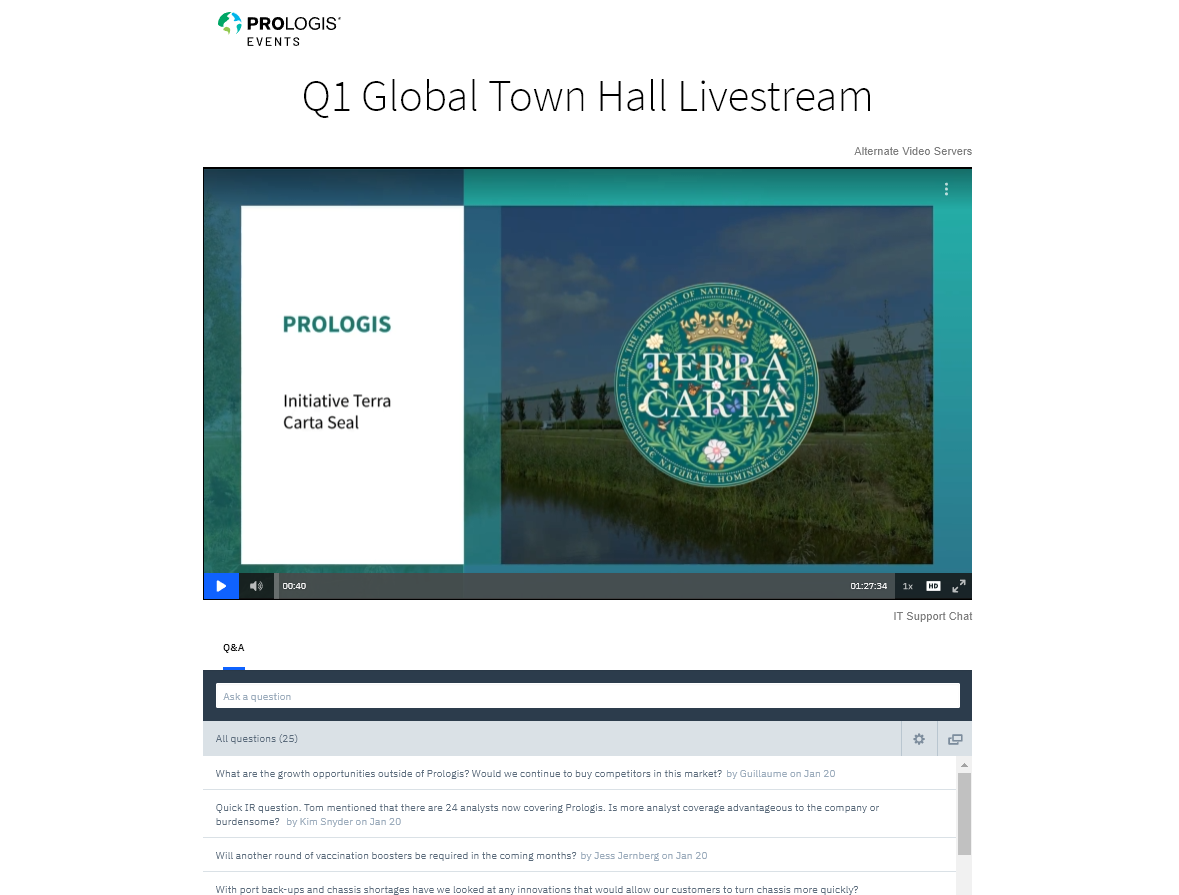 PROLOGIS
EVENTS
Q1 Global Town Hall Livestream
Alternate Video Servers
PROLOGIS
Initiative Terra
Carta Seal
FOR THE HARMONY OF NATURE, PEOPLE AND PLANET
TERRA
CARTA
CONCORDIAE NATURAE, HOMINUM & PLANETAE
00:40
01:27:34
1x
HD
IT Support Chat
Q&A
Ask a question
All questions (25)
What are the growth opportunities outside of Prologis? Would we continue to buy competitors in this market? by Guillaume on Jan 20
Quick IR question. Tom mentioned that there are 24 analysts now covering Prologis. Is more analyst coverage advantageous to the company or
burdensome? by Kim Snyder on Jan 20
Will another round of vaccination boosters be required in the coming months? by Jess Jernberg on Jan 20
With port back-ups and chassis shortages have we looked at any innovations that would allow our customers to turn chassis more quickly?